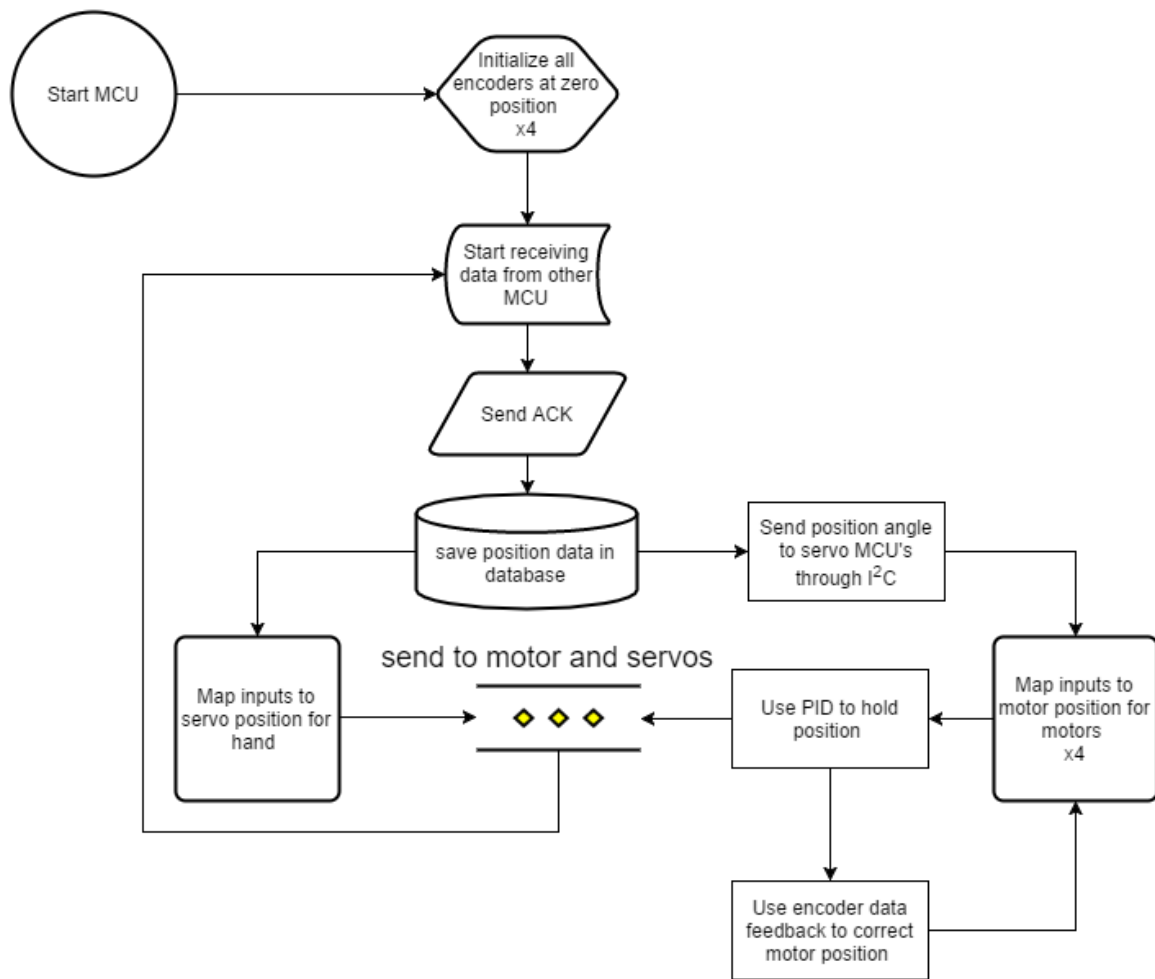 Start MCU
Initialize all
encoders at zero
position
x4
Start receiving
data from other
MCU
Send ACK
save position data in
database
Send position angle
to servo MCU's
through I²C
send to motor and servos
Map inputs to
servo position for
hand
Use PID to hold
position
Map inputs to
motor position for
motors
x4
Use encoder data
feedback to correct
motor position